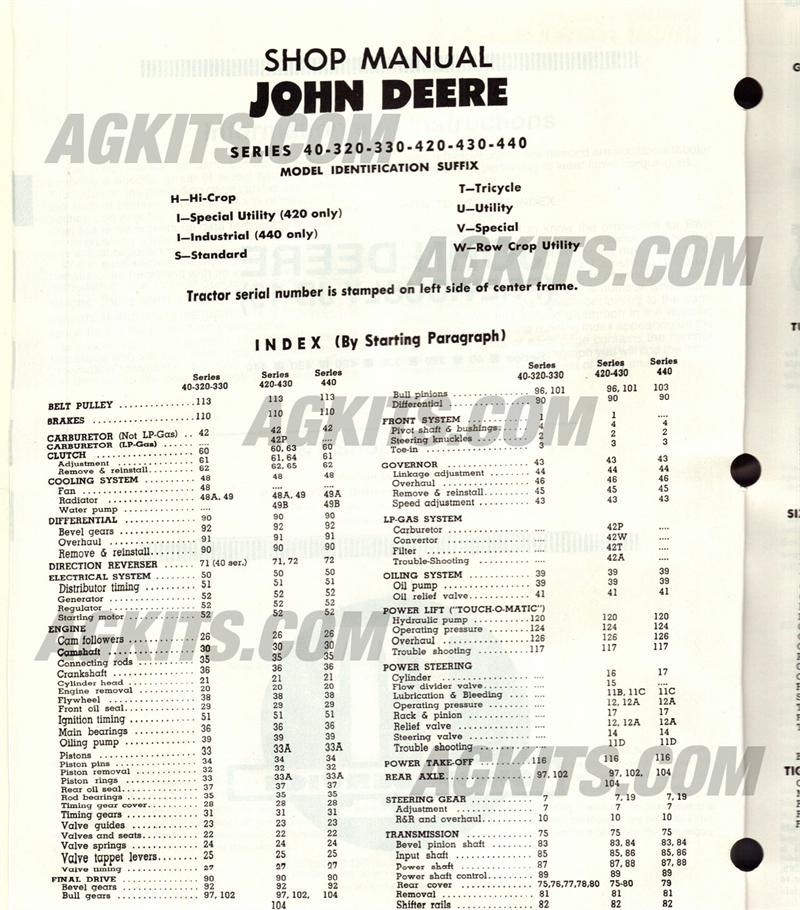 SHOP MANUAL
JOHN DEERE
AGKITS.COM
SERIES 40-320-330-420-430-440
MODEL IDENTIFICATION SUFFIX
H—Hi-Crop
I—Special Utility (420 only)
I—Industrial (440 only)
S—Standard
T—Tricycle
U—Utility
V—Special
W—Row Crop Utility
AGKITS.COM
Tractor serial number is stamped on left side of center frame.
INDEX (By Starting Paragraph)
Series 40-320-330 Series 420-430 Series 440
BELT PULLEY 113 113 113
BRAKES 110 110 110
CARBURETOR (Not LP-Gas) 42 42 42
CARBURETOR (LP-Gas) .... 42P ....
CLUTCH 60 60, 63 60
Adjustment 61 61, 64 61
Remove & reinstall 62 62, 65 62
COOLING SYSTEM 48 48 48
Fan 48 .... ....
Radiator 48A, 49 48A, 49 49A
Water pump .... 49B 49B
DIFFERENTIAL 90 90 90
Bevel gears 92 92 92
Overhaul 91 91 91
Remove & reinstall 90 90 90
DIRECTION REVERSER 71 (40 ser.) 71, 72 72
ELECTRICAL SYSTEM 50 50 50
Distributor timing 51 51 51
Generator 52 52 52
Regulator 52 52 52
Starting motor 52 52 52
ENGINE
Cam followers 26 26 26
Camshaft 30 30 30
Connecting rods 35 35 35
Crankshaft 36 36 36
Cylinder head 21 21 21
Engine removal 20 20 20
Flywheel 38 38 38
Front oil seal 29 29 29
Ignition timing 51 51 51
Main bearings 36 36 36
Oiling pump 39 39 39
Pistons 33 33A 33A
Piston pins 34 34 34
Piston removal 32 32 32
Piston rings 33 33A 33A
Rear oil seal 37 37 37
Rod bearings 35 35 35
Timing gear cover 28 28 28
Timing gears 31 31 31
Valve guides 23 23 23
Valves and seats 22 22 22
Valve springs 24 24 24
Valve tappet levers 25 25 25
Valve timing 27 27 27
FINAL DRIVE 90 90 90
Bevel gears 92 92 92
Bull gears 97, 102 97, 102, 104
104
Series 40-320-330 Series 420-430 Series 440
Bull pinions 96, 101 96, 101 103
Differential 90 90 90
FRONT SYSTEM 1 1 ....
Pivot shaft & bushings 4 4 4
Steering knuckles 2 2 2
Toe-in 3 3 3
GOVERNOR 43 43 43
Linkage adjustment 44 44 44
Overhaul 46 46 46
Remove & reinstall 45 45 45
Speed adjustment 43 43 43
LP-GAS SYSTEM
Carburetor .... 42P ....
Convertor .... 42W ....
Filter .... 42T ....
Trouble-Shooting .... 42A ....
OILING SYSTEM 39 39 39
Oil pump 39 39 39
Oil relief valve 41 41 41
POWER LIFT ("TOUCH-O-MATIC")
Hydraulic pump 120 120 120
Operating pressure 124 124 124
Overhaul 126 126 126
Trouble shooting 117 117 117
POWER STEERING
Cylinder .... 16 17
Flow divider valve .... 15 ....
Lubrication & Bleeding .... 11B, 11C 11C
Operating pressure .... 12, 12A 12A
Rack & pinion .... 17 17
Relief valve .... 12, 12A 12A
Steering valve .... 14 14
Trouble shooting .... 11D 11D
POWER TAKE-OFF 116 116 116
REAR AXLE 97, 102 97, 102, 104
104
STEERING GEAR 7 7, 19 7, 19
Adjustment 7 7 7
R&R and overhaul 10 10 10
TRANSMISSION 75 75 75
Bevel pinion shaft 83 83, 84 83, 84
Input shaft 85 85, 86 85, 86
Power shaft 87 87, 88 87, 88
Power shaft control 89 89 89
Rear cover 75,76,77,78,80 75-80 79
Removal 81 81 81
Shifter rails 82 82 82
AGKITS.COM
AGKITS.COM
AGKITS.COM